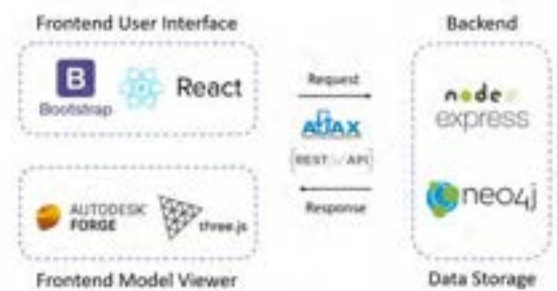 Frontend User Interface
Backend
B
Bootstrap
React
Request
AJAX
{REST API}
Response
node
express
neo4j
AUTODESK
FORGE
three.js
Frontend Model Viewer
Data Storage